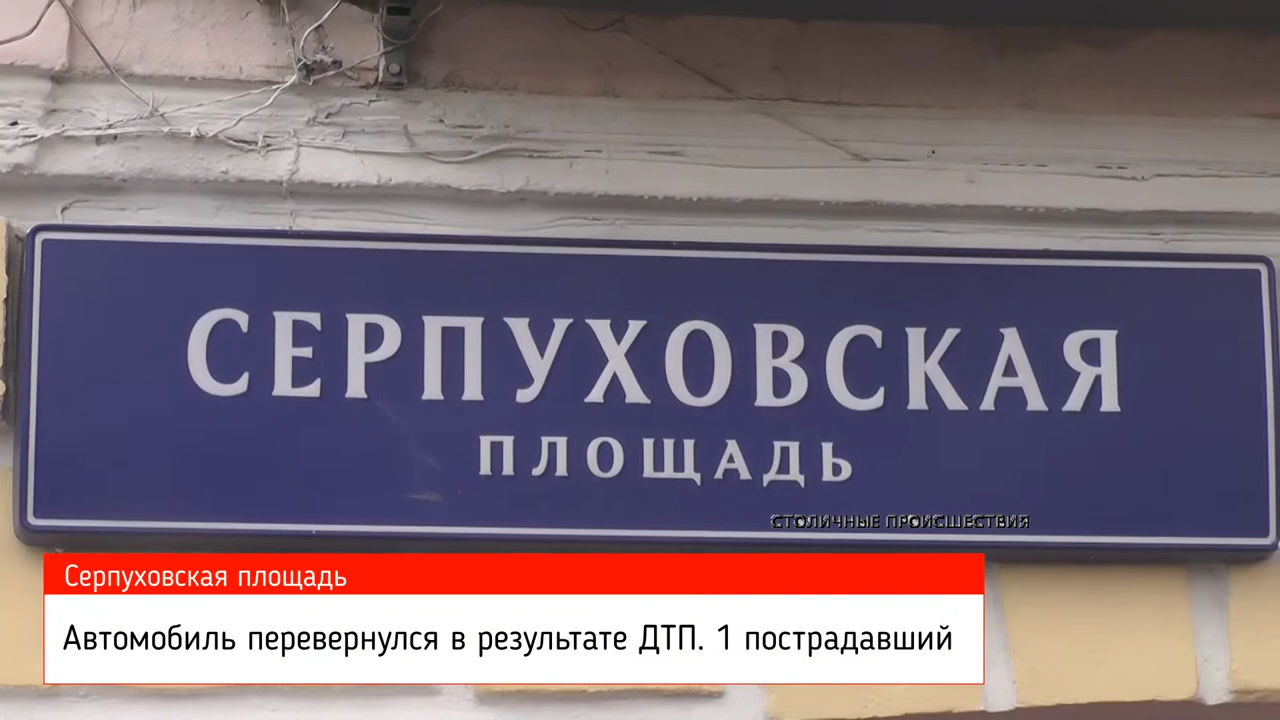 СЕРПУХОВСКАЯ
ПЛОЩАДЬ
СТОЛИЧНЫЕ ПРОИСШЕСТВИЯ
Серпуховская площадь
Автомобиль перевернулся в результате ДТП. 1 пострадавший